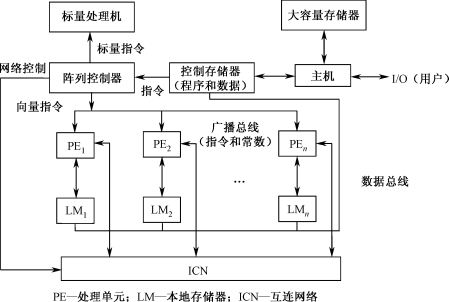 标量处理机
大容量存储器
标量指令
网络控制
阵列控制器
指令
控制存储器
(程序和数据)
主机
I/O(用户)
向量指令
广播总线
(指令和常数)
PE1
PE2
PEn
…
数据总线
LM1
LM2
LMn
ICN
PE—处理单元；LM—本地存储器；ICN—互连网络